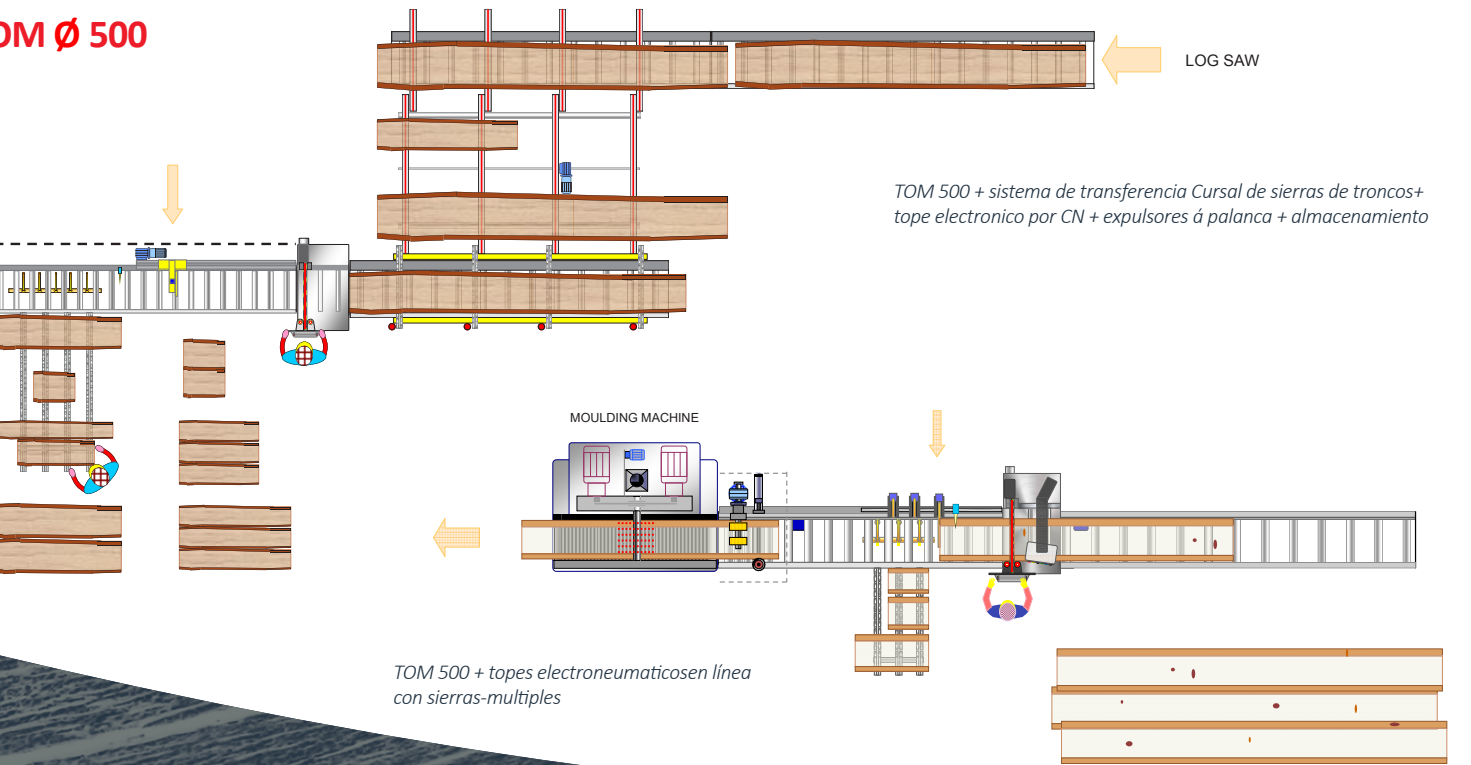 OM Ø 500
LOG SAW
TOM 500 + sistema de transferencia Cursal de sierras de troncos+
tope electronico por CN + expulsores á palanca + almacenamiento
MOULDING MACHINE
TOM 500 + topes electroneumaticosen línea
con sierras-multiples